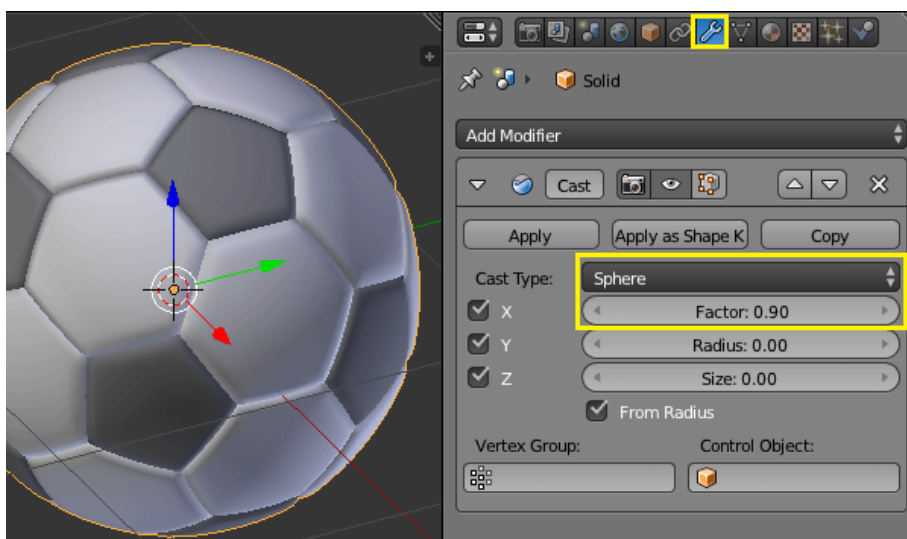 Solid
Add Modifier
Cast
Apply
Apply as Shape K
Copy
Cast Type:
Sphere
X
Factor: 0.90
Y
Radius: 0.00
Z
Size: 0.00
From Radius
Vertex Group:
Control Object: